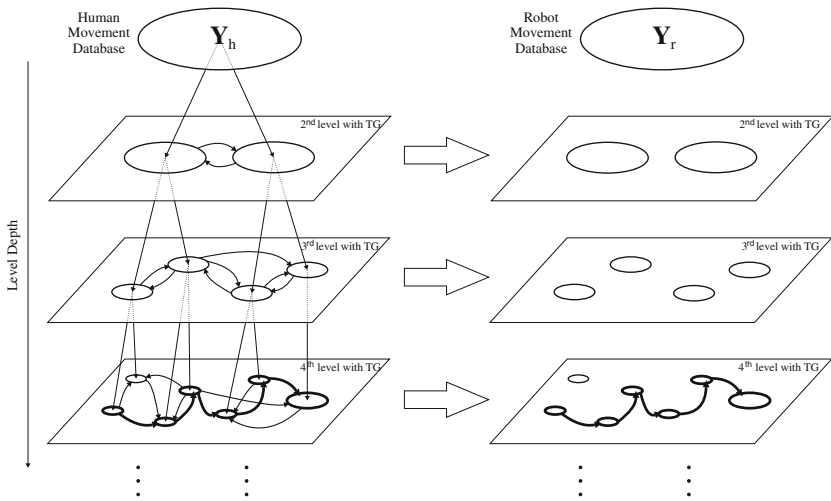 Human
Movement
Database
Y_h
Robot
Movement
Database
Y_r
Level Depth
2nd level with TG
2nd level with TG
3rd level with TG
3rd level with TG
4th level with TG
4th level with TG